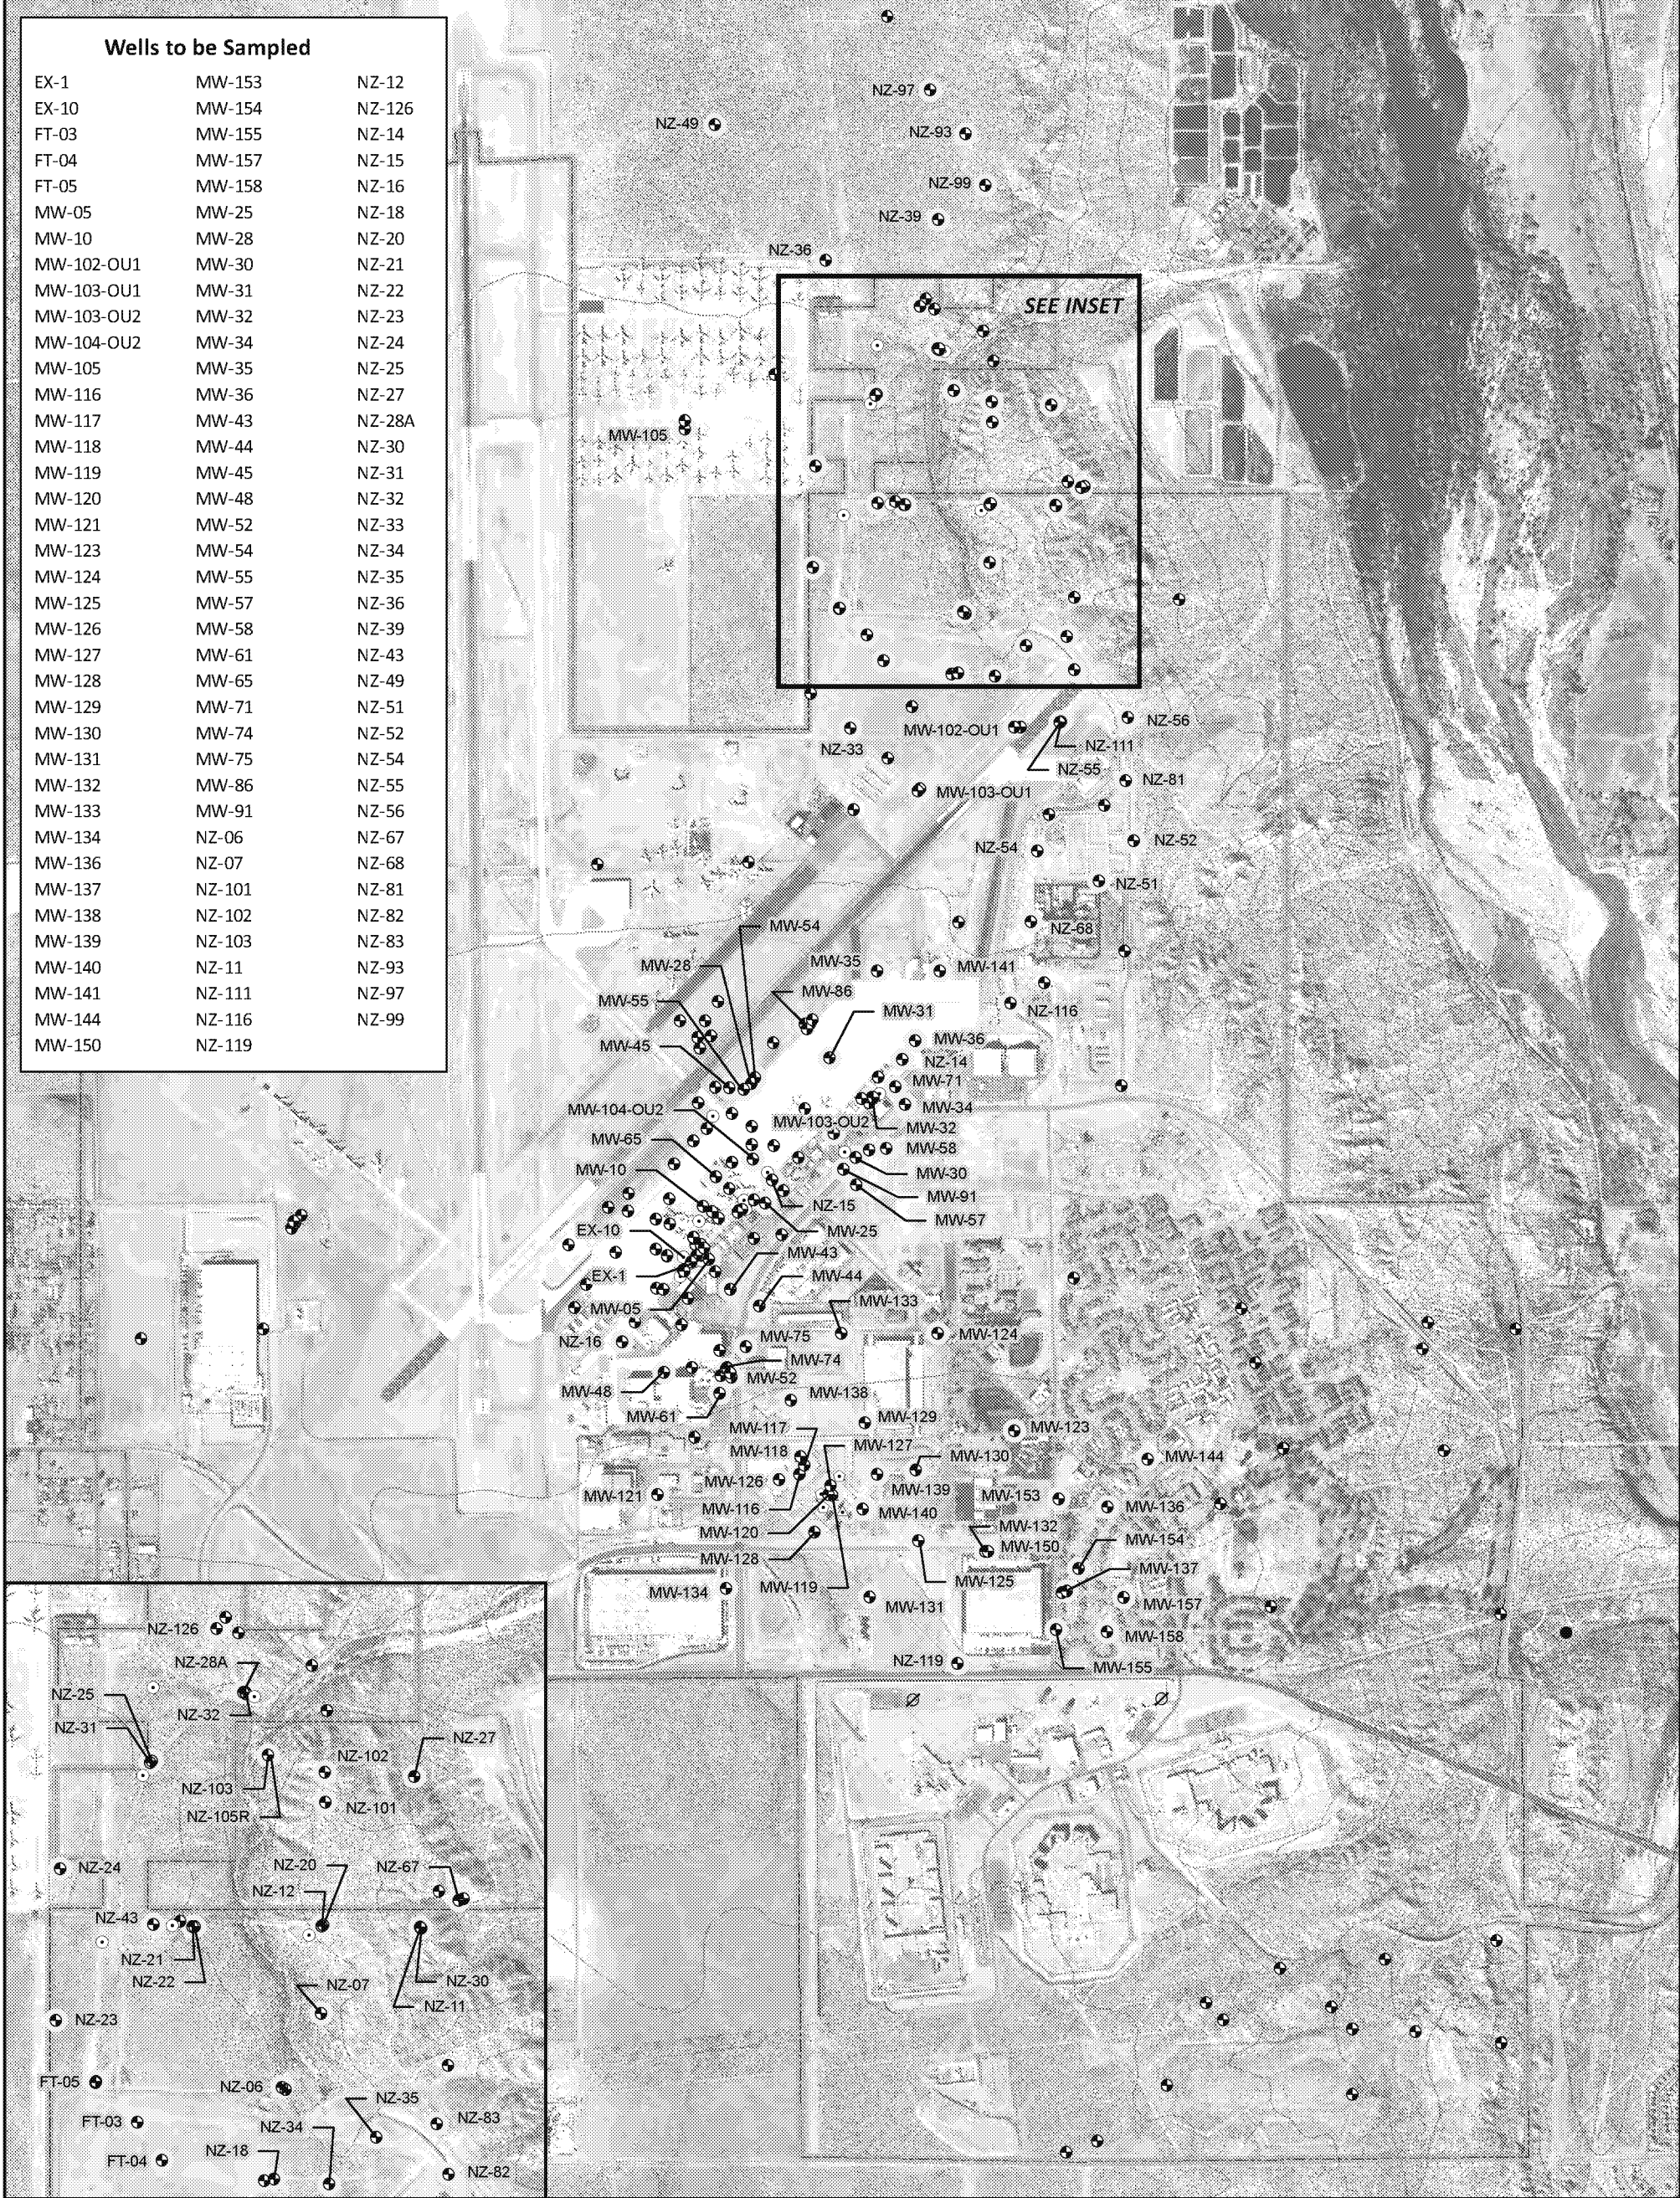 Wells to be Sampled
EX-1 MW-153 NZ-12
EX-10 MW-154 NZ-126
FT-03 MW-155 NZ-14
FT-04 MW-157 NZ-15
FT-05 MW-158 NZ-16
MW-05 MW-25 NZ-18
MW-10 MW-28 NZ-20
MW-102-OU1 MW-30 NZ-21
MW-103-OU1 MW-31 NZ-22
MW-103-OU2 MW-32 NZ-23
MW-104-OU2 MW-34 NZ-24
MW-105 MW-35 NZ-25
MW-116 MW-36 NZ-27
MW-117 MW-43 NZ-28A
MW-118 MW-44 NZ-30
MW-119 MW-45 NZ-31
MW-120 MW-48 NZ-32
MW-121 MW-52 NZ-33
MW-123 MW-54 NZ-34
MW-124 MW-55 NZ-35
MW-125 MW-57 NZ-36
MW-126 MW-58 NZ-39
MW-127 MW-61 NZ-43
MW-128 MW-65 NZ-49
MW-129 MW-71 NZ-51
MW-130 MW-74 NZ-52
MW-131 MW-75 NZ-54
MW-132 MW-86 NZ-55
MW-133 MW-91 NZ-56
MW-134 NZ-06 NZ-67
MW-136 NZ-07 NZ-68
MW-137 NZ-101 NZ-81
MW-138 NZ-102 NZ-82
MW-139 NZ-103 NZ-83
MW-140 NZ-11 NZ-93
MW-141 NZ-111 NZ-97
MW-144 NZ-116 NZ-99
MW-150 NZ-119
NZ-97
NZ-49
NZ-93
NZ-99
NZ-39
NZ-36
SEE INSET
MW-105
NZ-56
MW-102-OU1
NZ-111
NZ-33
NZ-55
NZ-81
MW-103-OU1
NZ-52
NZ-54
NZ-51
MW-54
NZ-68
MW-35
MW-28
MW-141
MW-86
MW-55
MW-31
NZ-116
MW-36
MW-45
NZ-14
MW-71
MW-34
MW-104-OU2
MW-103-OU2
MW-32
MW-65
MW-58
MW-10
MW-30
MW-91
NZ-15
MW-57
EX-10
MW-25
MW-43
EX-1
MW-44
MW-133
MW-05
MW-124
NZ-16
MW-75
MW-74
MW-52
MW-48
MW-138
MW-61
MW-129
MW-117
MW-123
MW-127
MW-118
MW-130
MW-144
MW-126
MW-139
MW-121
MW-153
MW-136
MW-116
MW-140
MW-132
MW-120
MW-154
MW-150
MW-128
MW-137
MW-125
MW-119
MW-134
MW-157
MW-131
MW-158
NZ-119
MW-155
NZ-126
NZ-28A
NZ-25
NZ-32
NZ-31
NZ-27
NZ-102
NZ-103
NZ-101
NZ-105R
NZ-24
NZ-20
NZ-67
NZ-12
NZ-43
NZ-21
NZ-22
NZ-30
NZ-07
NZ-11
NZ-23
FT-05
NZ-06
NZ-35
FT-03
NZ-83
NZ-34
NZ-18
FT-04
NZ-82